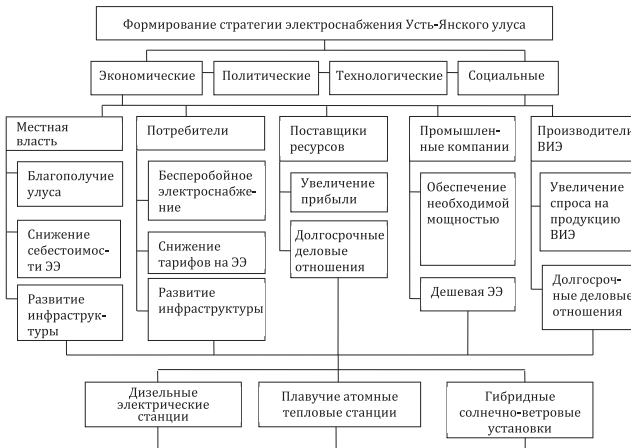 Формирование стратегии электроснабжения Усть-Янского улуса
Экономические
Политические
Технологические
Социальные
Местная
власть
Благополучие
улуса
Снижение
себестоимос-
ти ЭЭ
Развитие
инфраструк-
туры
Потребители
Бесперебойное
электроснабже-
ние
Снижение
тарифов на ЭЭ
Развитие
инфраструктуры
Поставщики
ресурсов
Увеличение
прибыли
Долгосрочные
деловые
отношения
Промышлен-
ные компании
Обеспечение
необходимой
мощностью
Дешевая ЭЭ
Производители
ВИЭ
Увеличение
спроса на
продукцию
ВИЭ
Долгосроч-
ные деловые
отношения
Дизельные
электрические
станции
Плавучие атомные
тепловые станции
Гибридные
солнечно-ветровые
установки